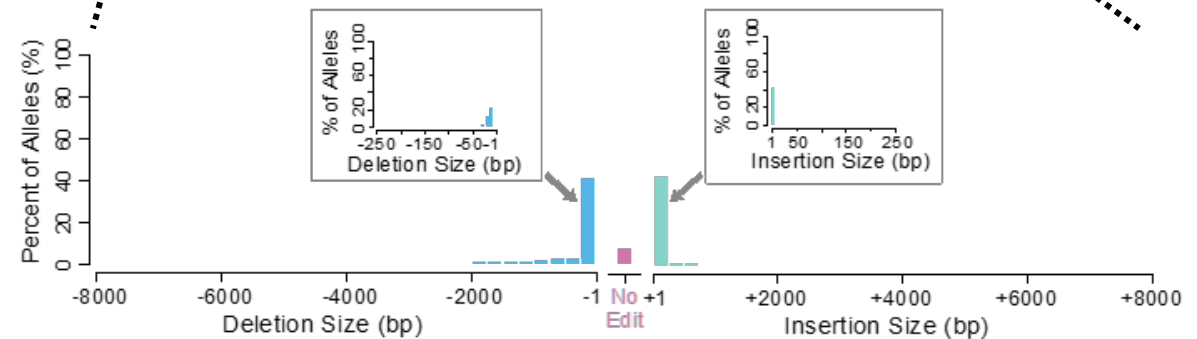 % of Alleles
0 20 60 100
-250 -150 -50 -1
Deletion Size (bp)
% of Alleles
0 20 60 100
1 50 150 250
Insertion Size (bp)
Percent of Alleles (%)
0 20 40 60 80 100
-8000 -6000 -4000 -2000 -1
Deletion Size (bp)
No
Edit
+1 +2000 +4000 +6000 +8000
Insertion Size (bp)